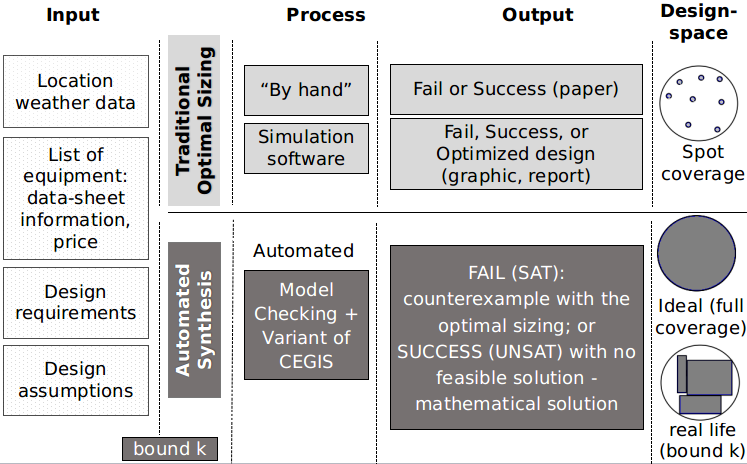 Input
Process
Output
Design-
space
Location
weather data
List of
equipment:
data-sheet
information,
price
Design
requirements
Design
assumptions
Traditional
Optimal Sizing
“By hand”
Simulation
software
Fail or Success (paper)
Fail, Success, or
Optimized design
(graphic, report)
Spot
coverage
Automated
Synthesis
bound k
Automated
Model
Checking +
Variant of
CEGIS
FAIL (SAT):
counterexample with the
optimal sizing; or
SUCCESS (UNSAT) with no
feasible solution -
mathematical solution
Ideal (full
coverage)
real life
(bound k)